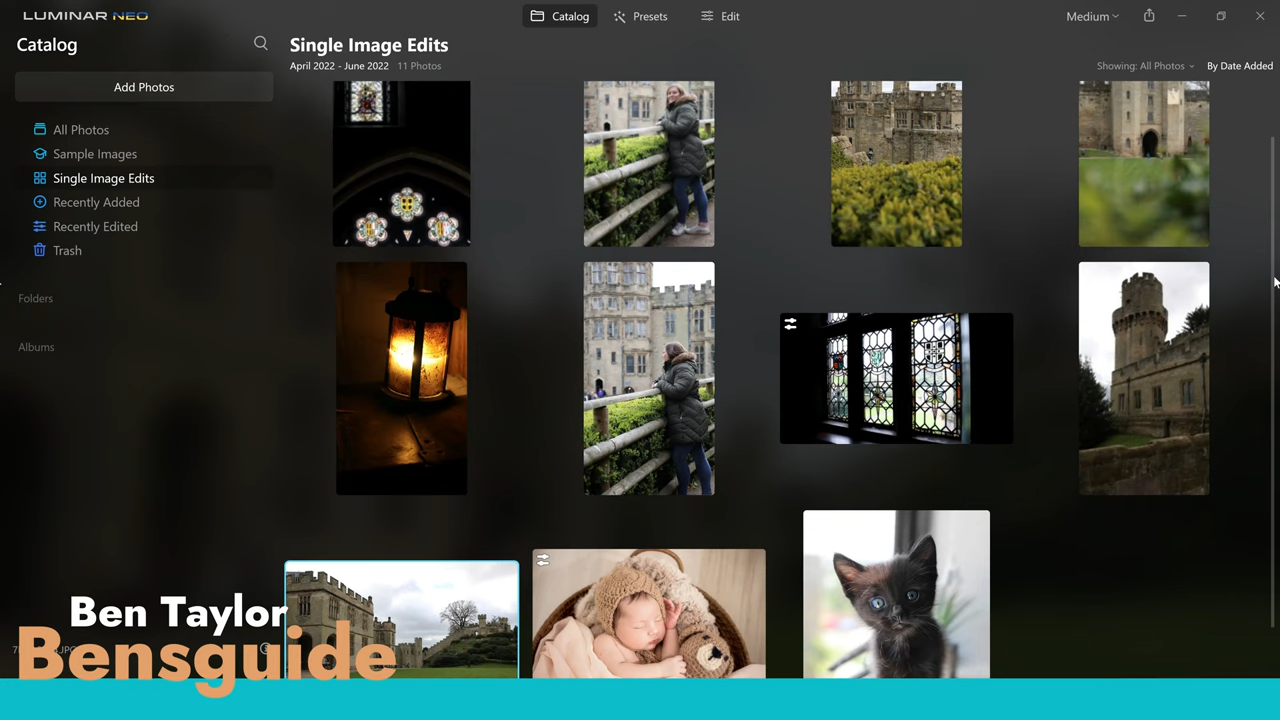 LUMINAR NEO
Catalog
Presets
Edit
Medium
Catalog
Single Image Edits
April 2022 - June 2022 11 Photos
Showing: All Photos
By Date Added
Add Photos
All Photos
Sample Images
Single Image Edits
Recently Added
Recently Edited
Trash
Folders
Albums
Ben Taylor
Bensguide